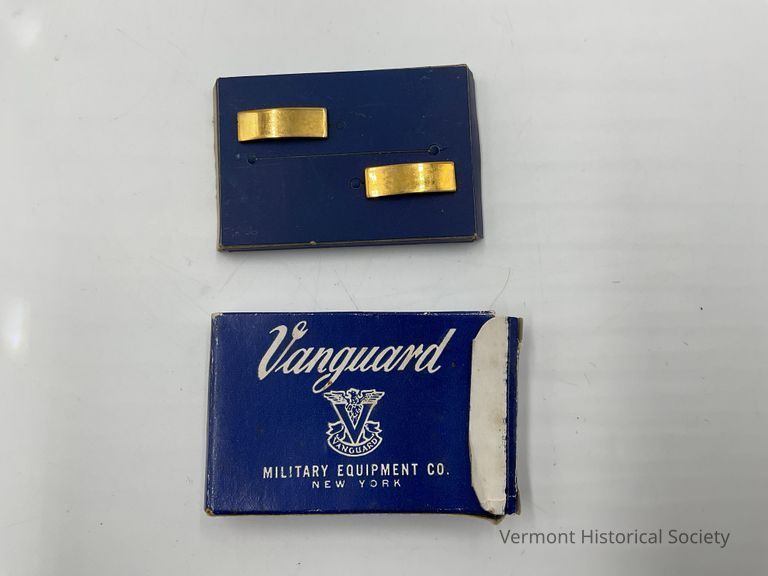 Vanguard
V
VANGUARD
MILITARY EQUIPMENT CO.
NEW YORK
Vermont Historical Society